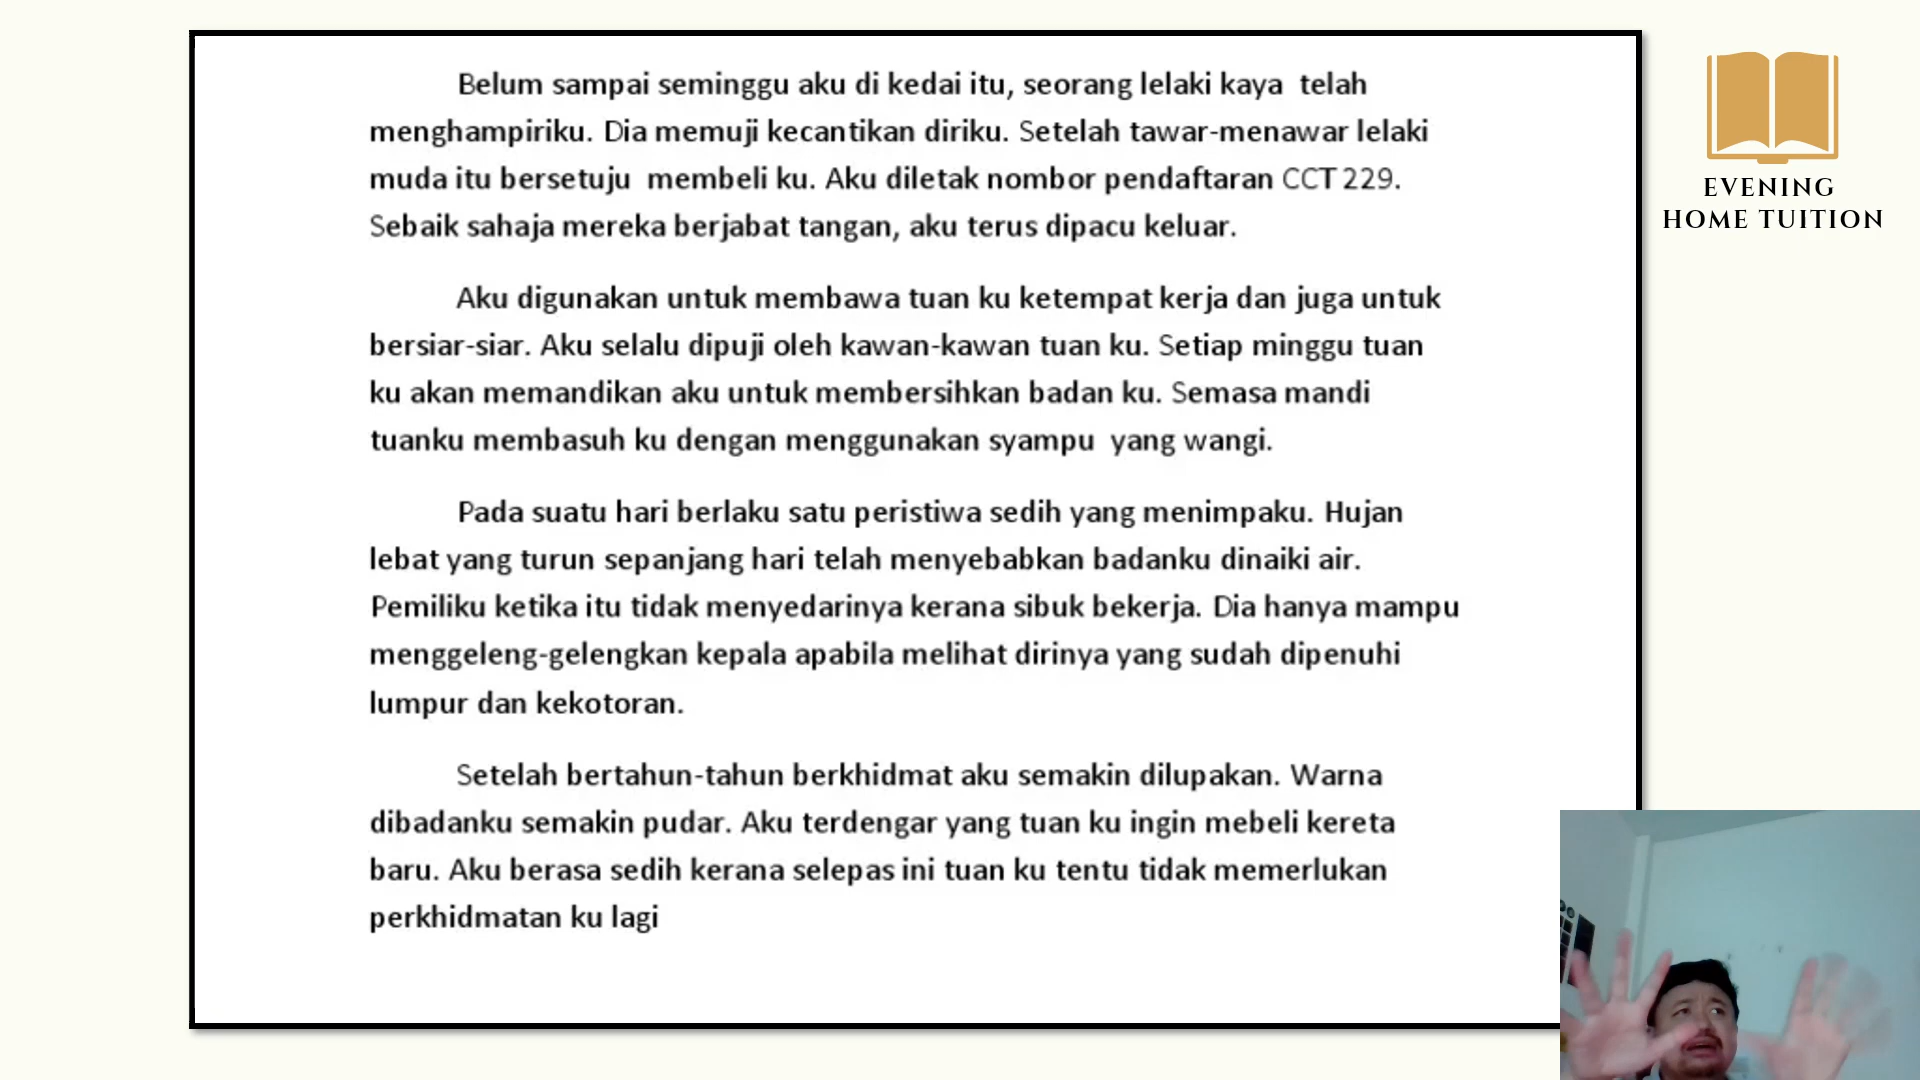 Belum sampai seminggu aku di kedai itu, seorang lelaki kaya telah
menghampiriku. Dia memuji kecantikan diriku. Setelah tawar-menawar lelaki
muda itu bersetuju membeli ku. Aku diletak nombor pendaftaran CCT 229.
Sebaik sahaja mereka berjabat tangan, aku terus dipacu keluar.
Aku digunakan untuk membawa tuan ku ketempat kerja dan juga untuk
bersiar-siar. Aku selalu dipuji oleh kawan-kawan tuan ku. Setiap minggu tuan
ku akan memandikan aku untuk membersihkan badan ku. Semasa mandi
tuanku membasuh ku dengan menggunakan syampu yang wangi.
Pada suatu hari berlaku satu peristiwa sedih yang menimpaku. Hujan
lebat yang turun sepanjang hari telah menyebabkan badanku dinaiki air.
Pemiliku ketika itu tidak menyedarinya kerana sibuk bekerja. Dia hanya mampu
menggeleng-gelengkan kepala apabila melihat dirinya yang sudah dipenuhi
lumpur dan kekotoran.
Setelah bertahun-tahun berkhidmat aku semakin dilupakan. Warna
dibadanku semakin pudar. Aku terdengar yang tuan ku ingin mebeli kereta
baru. Aku berasa sedih kerana selepas ini tuan ku tentu tidak memerlukan
perkhidmatan ku lagi
EVENING
HOME TUITION